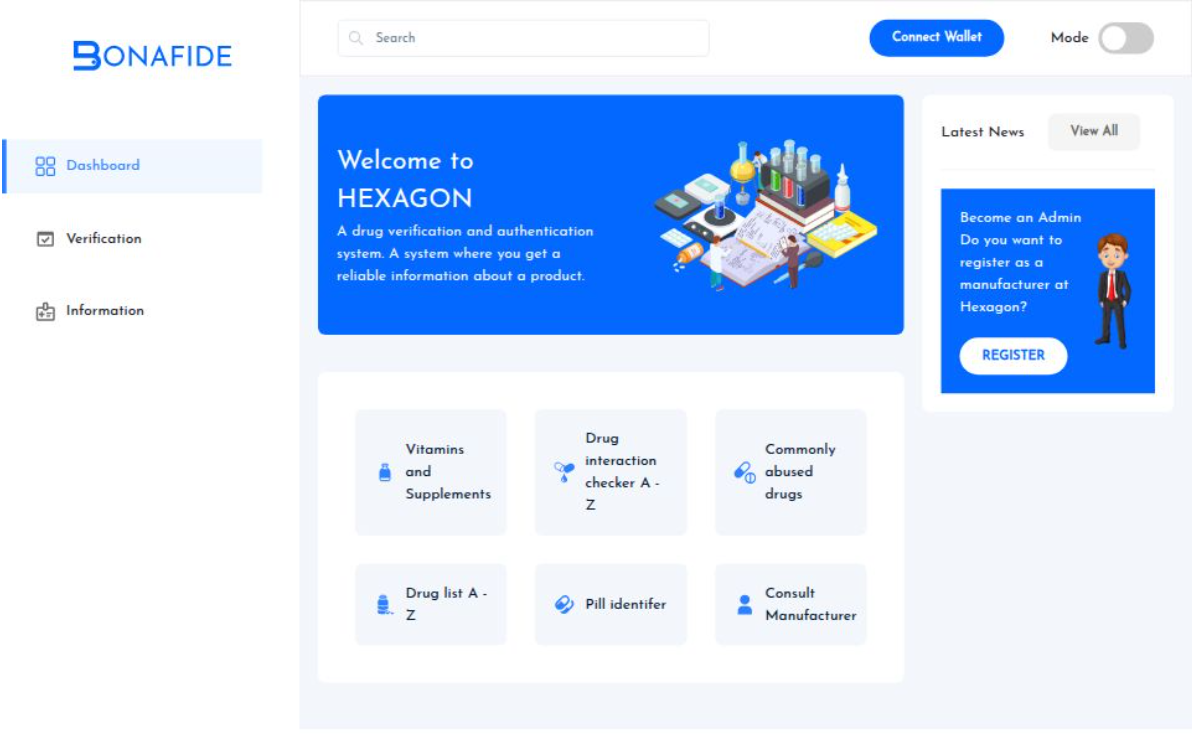 BONAFIDE
Search
Connect Wallet
Mode
Dashboard
Verification
Information
Welcome to
HEXAGON
A drug verification and authentication
system. A system where you get a
reliable information about a product.
Latest News
View All
Become an Admin
Do you want to
register as a
manufacturer at
Hexagon?
REGISTER
Vitamins
and
Supplements
Drug
interaction
checker A -
Z
Commonly
abused
drugs
Drug list A -
Z
Pill identifer
Consult
Manufacturer